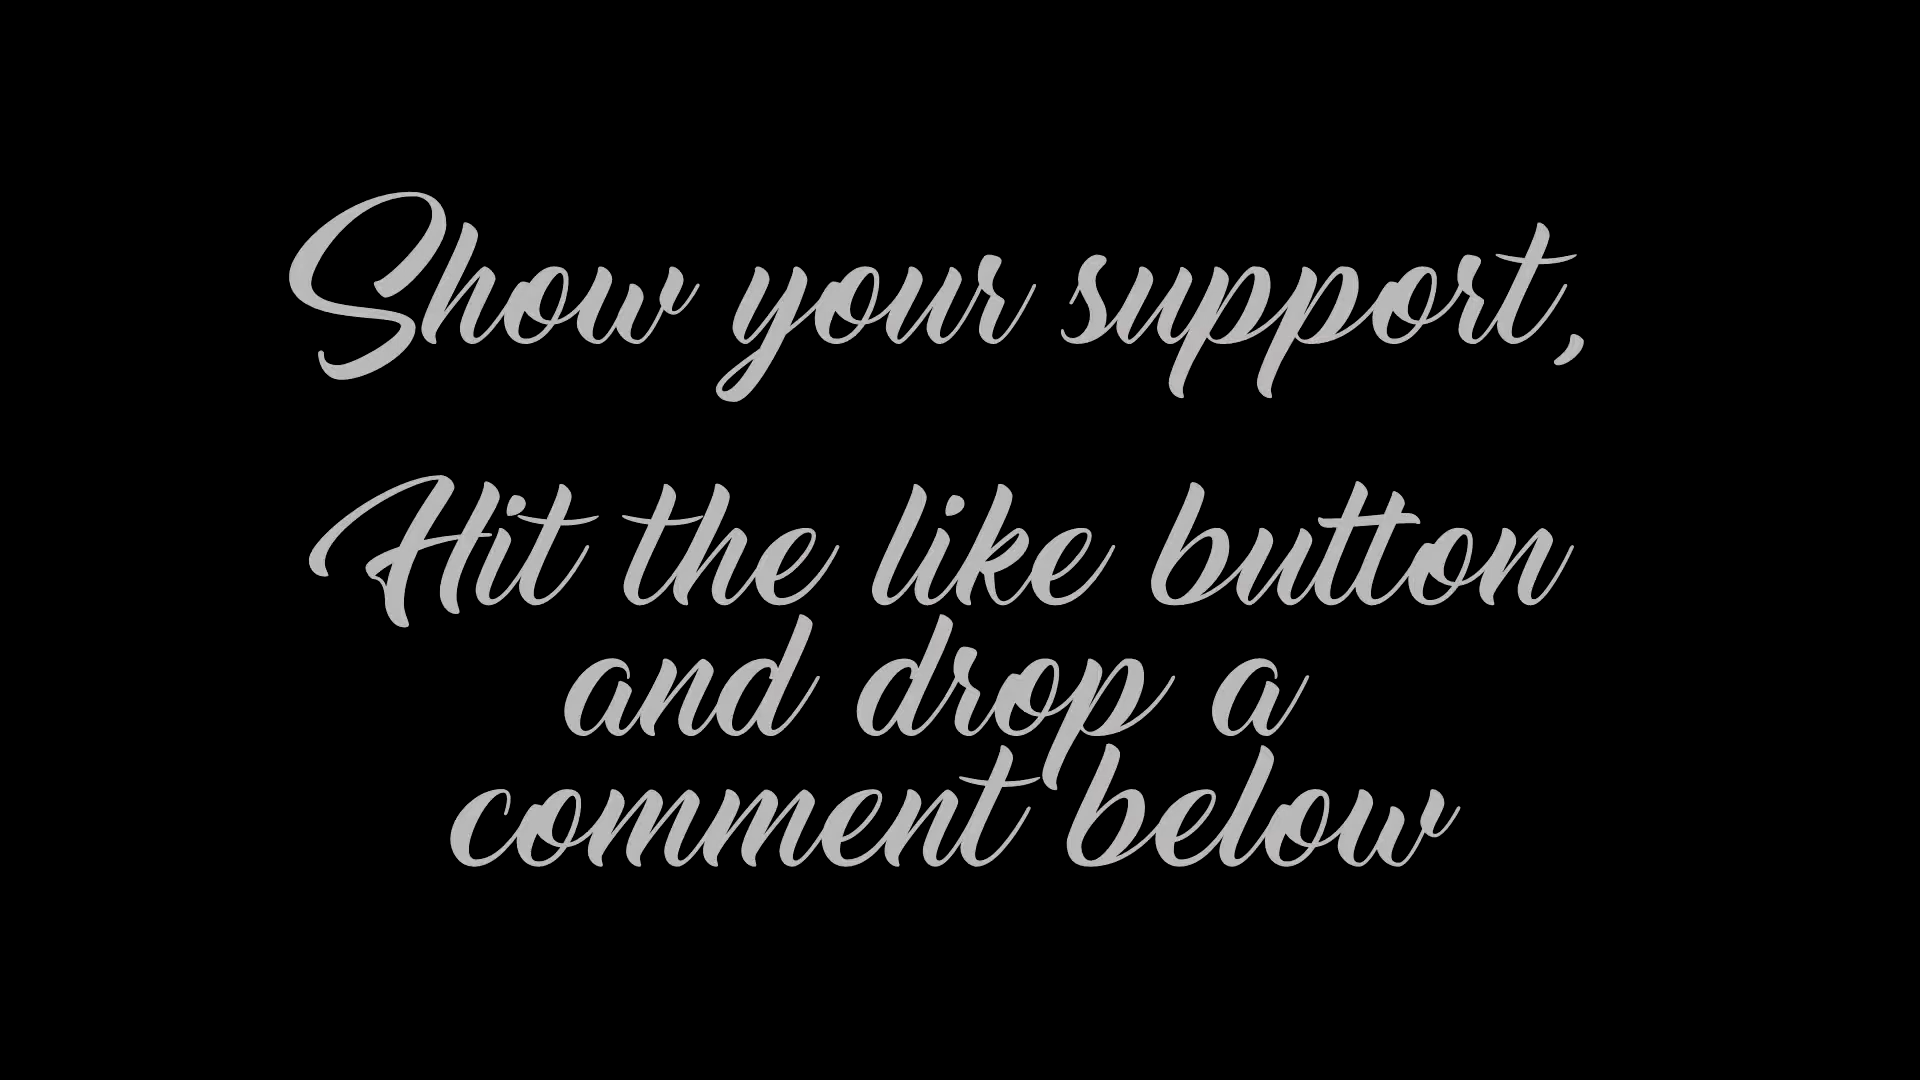 Show your support,
Hit the like button
and drop a
comment below